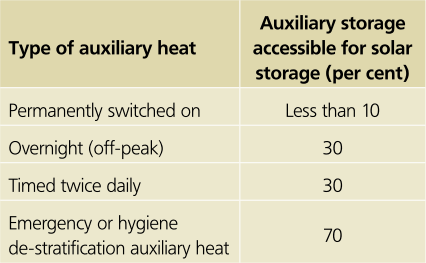 Type of auxiliary heat
Auxiliary storage
accessible for solar
storage (per cent)
Permanently switched on
Less than 10
Overnight (off-peak)
30
Timed twice daily
30
Emergency or hygiene
de-stratification auxiliary heat
70